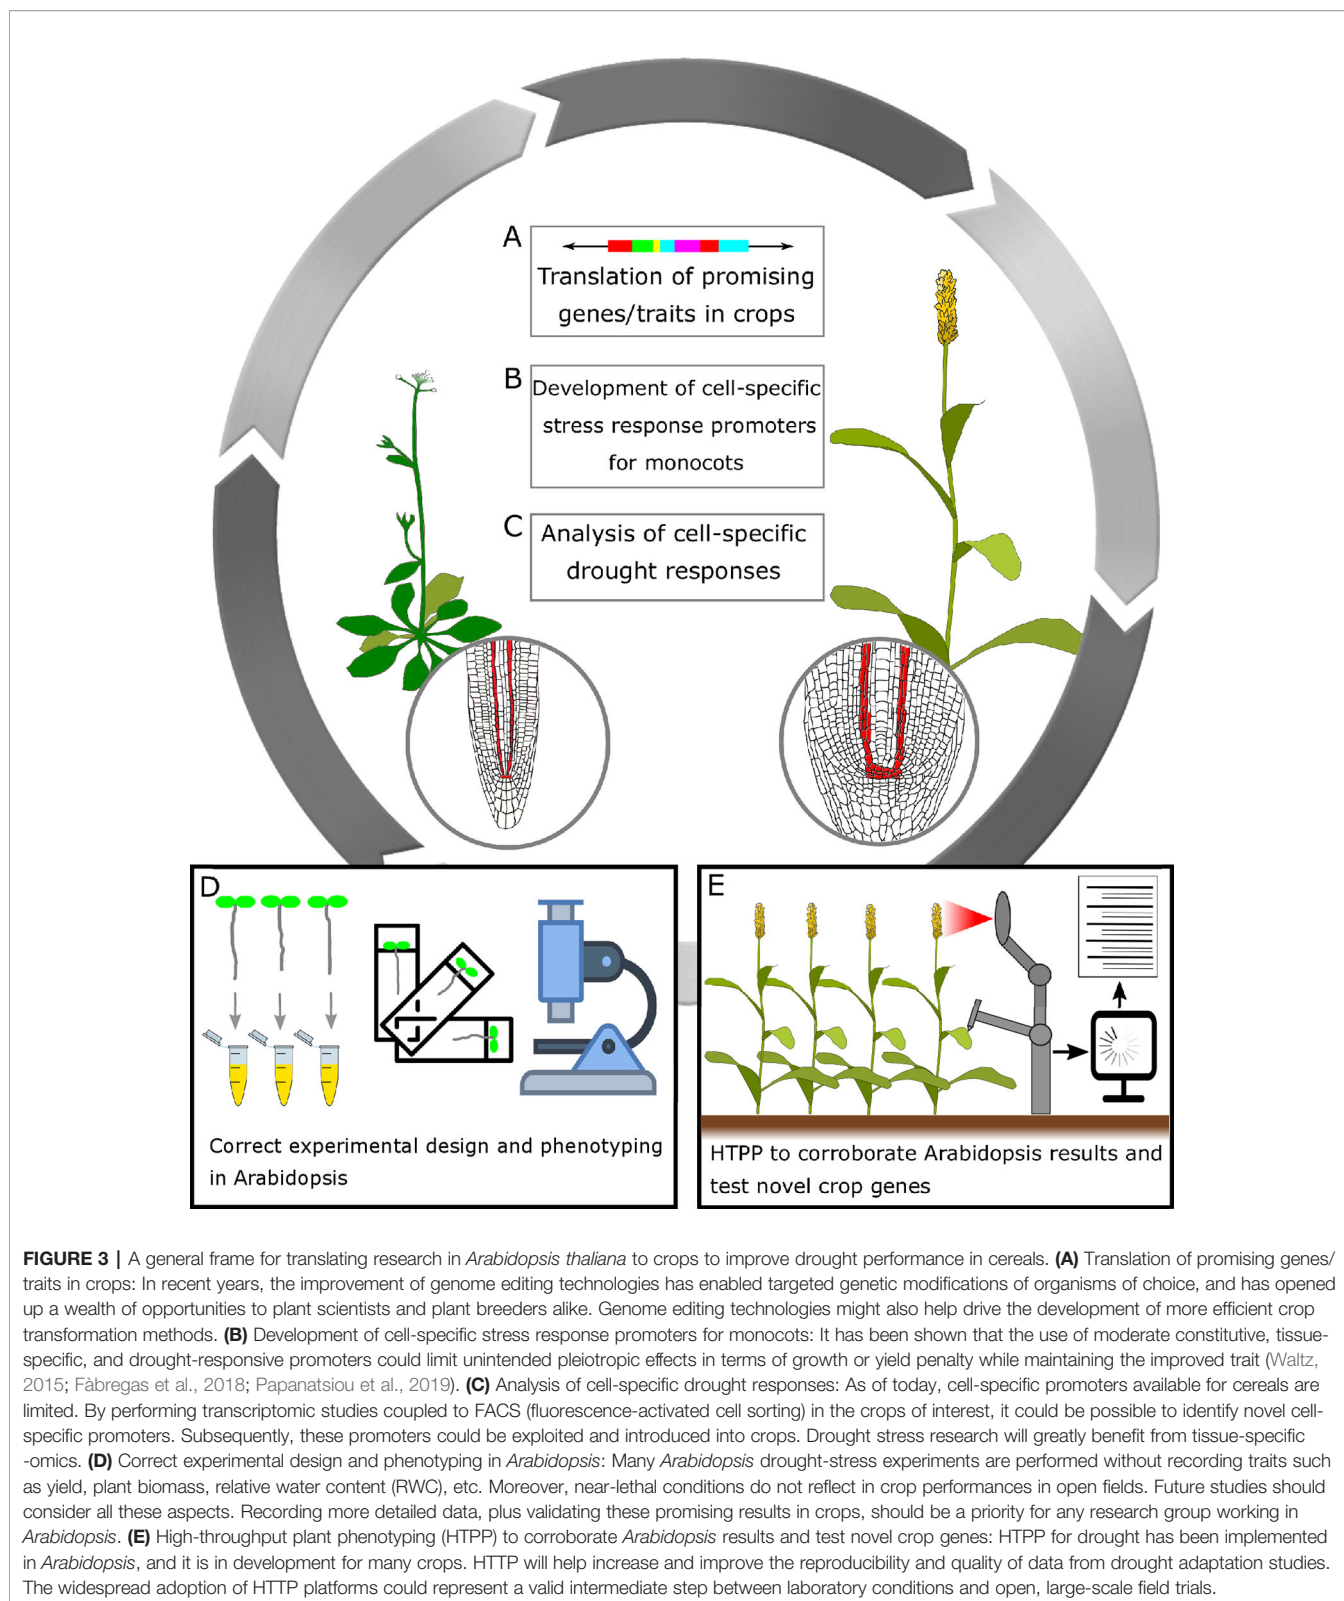 A
Translation of promising
genes/traits in crops
B
Development of cell-specific
stress response promoters
for monocots
C
Analysis of cell-specific
drought responses
D
Correct experimental design and phenotyping
in Arabidopsis
E
HTPP to corroborate Arabidopsis results and
test novel crop genes
FIGURE 3 | A general frame for translating research in Arabidopsis thaliana to crops to improve drought performance in cereals. (A) Translation of promising genes/
traits in crops: In recent years, the improvement of genome editing technologies has enabled targeted genetic modifications of organisms of choice, and has opened
up a wealth of opportunities to plant scientists and plant breeders alike. Genome editing technologies might also help drive the development of more efficient crop
transformation methods. (B) Development of cell-specific stress response promoters for monocots: It has been shown that the use of moderate constitutive, tissue-
specific, and drought-responsive promoters could limit unintended pleiotropic effects in terms of growth or yield penalty while maintaining the improved trait (Waltz,
2015; Fàbregas et al., 2018; Papanatsiou et al., 2019). (C) Analysis of cell-specific drought responses: As of today, cell-specific promoters available for cereals are
limited. By performing transcriptomic studies coupled to FACS (fluorescence-activated cell sorting) in the crops of interest, it could be possible to identify novel cell-
specific promoters. Subsequently, these promoters could be exploited and introduced into crops. Drought stress research will greatly benefit from tissue-specific
-omics. (D) Correct experimental design and phenotyping in Arabidopsis: Many Arabidopsis drought-stress experiments are performed without recording traits such
as yield, plant biomass, relative water content (RWC), etc. Moreover, near-lethal conditions do not reflect in crop performances in open fields. Future studies should
consider all these aspects. Recording more detailed data, plus validating these promising results in crops, should be a priority for any research group working in
Arabidopsis. (E) High-throughput plant phenotyping (HTPP) to corroborate Arabidopsis results and test novel crop genes: HTPP for drought has been implemented
in Arabidopsis, and it is in development for many crops. HTTP will help increase and improve the reproducibility and quality of data from drought adaptation studies.
The widespread adoption of HTTP platforms could represent a valid intermediate step between laboratory conditions and open, large-scale field trials.